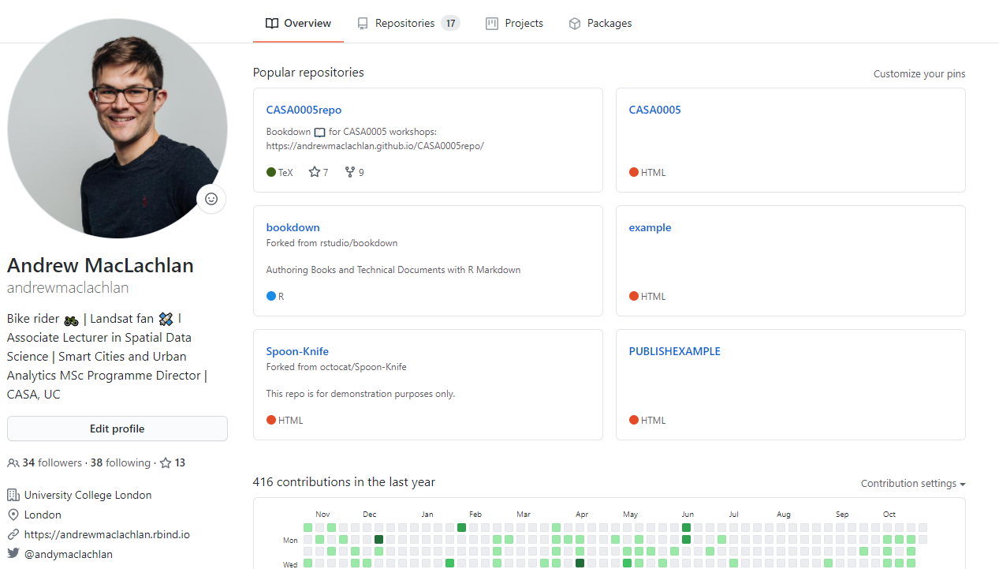 Overview Repositories 17 Projects Packages
Popular repositories
Customize your pins
CASA0005repo
Bookdown 📖 for CASA0005 workshops:
https://andrewmaclachlan.github.io/CASA0005repo/
TeX 7 9
CASA0005
HTML
bookdown
Forked from rstudio/bookdown
Authoring Books and Technical Documents with R Markdown
R
example
HTML
Spoon-Knife
Forked from octocat/Spoon-Knife
This repo is for demonstration purposes only.
HTML
PUBLISHEXAMPLE
HTML
Andrew MacLachlan
andrewmaclachlan
Bike rider 🚲 | Landsat fan 🛰 |
Associate Lecturer in Spatial Data
Science | Smart Cities and Urban
Analytics MSc Programme Director |
CASA, UC
Edit profile
34 followers · 38 following · 13
University College London
London
https://andrewmaclachlan.rbind.io
@andymaclachlan
416 contributions in the last year
Contribution settings
Nov Dec Jan Feb Mar Apr May Jun Jul Aug Sep Oct
Mon
Wed